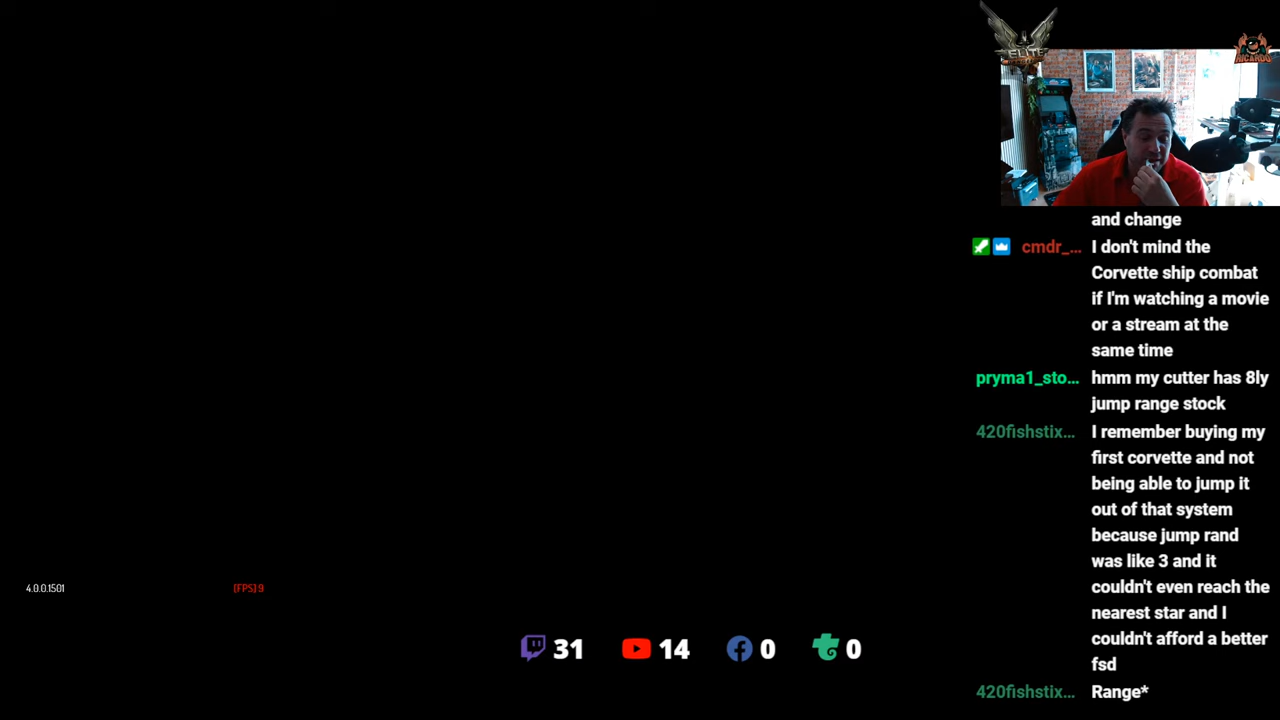 ELITE
RICARDO
and change
cmdr_... I don't mind the
Corvette ship combat
if I'm watching a movie
or a stream at the
same time
pryma1_sto... hmm my cutter has 8ly
jump range stock
420fishstix... I remember buying my
first corvette and not
being able to jump it
out of that system
because jump rand
was like 3 and it
couldn't even reach the
nearest star and I
couldn't afford a better
fsd
420fishstix... Range*
4.0.0.1501 [FPS] 9
31 14 0 0